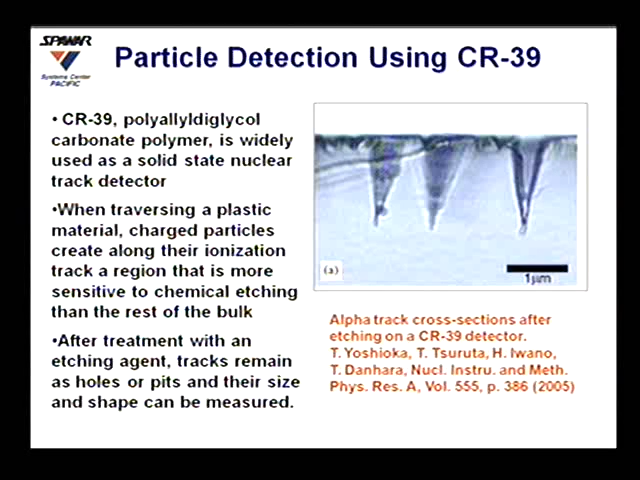 SPAWAR
Systems Center
PACIFIC
Particle Detection Using CR-39
• CR-39, polyallyldiglycol
carbonate polymer, is widely
used as a solid state nuclear
track detector
•When traversing a plastic
material, charged particles
create along their ionization
track a region that is more
sensitive to chemical etching
than the rest of the bulk
•After treatment with an
etching agent, tracks remain
as holes or pits and their size
and shape can be measured.
(a)
1µm
Alpha track cross-sections after
etching on a CR-39 detector.
T. Yoshioka, T. Tsuruta, H. Iwano,
T. Danhara, Nucl. Instru. and Meth.
Phys. Res. A, Vol. 555, p. 386 (2005)